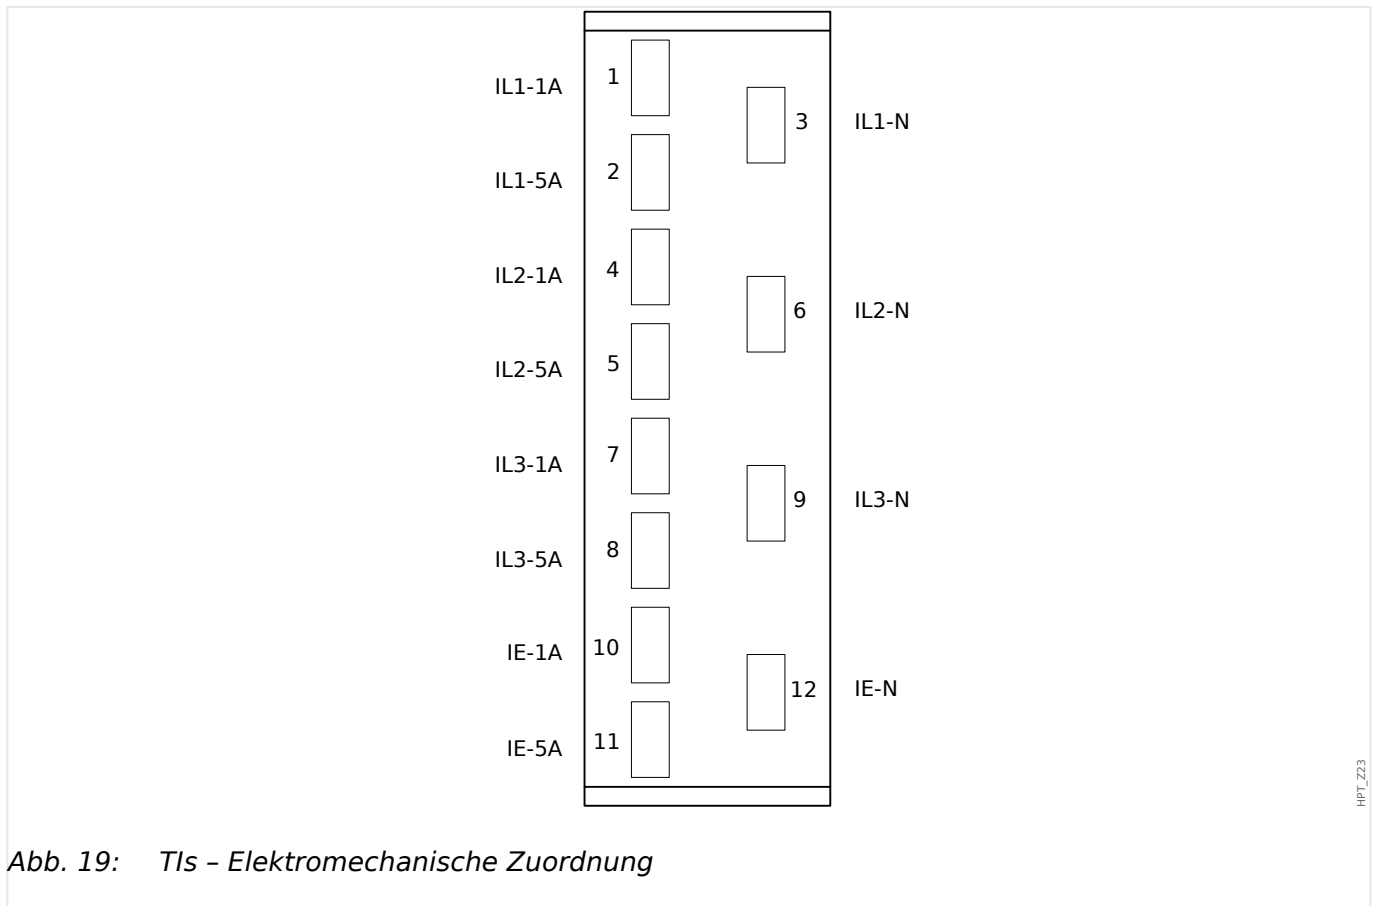 IL1-1A 1
3 IL1-N
IL1-5A 2
IL2-1A 4
6 IL2-N
IL2-5A 5
IL3-1A 7
9 IL3-N
IL3-5A 8
IE-1A 10
12 IE-N
IE-5A 11
HPT_Z23
Abb. 19: TIs – Elektromechanische Zuordnung